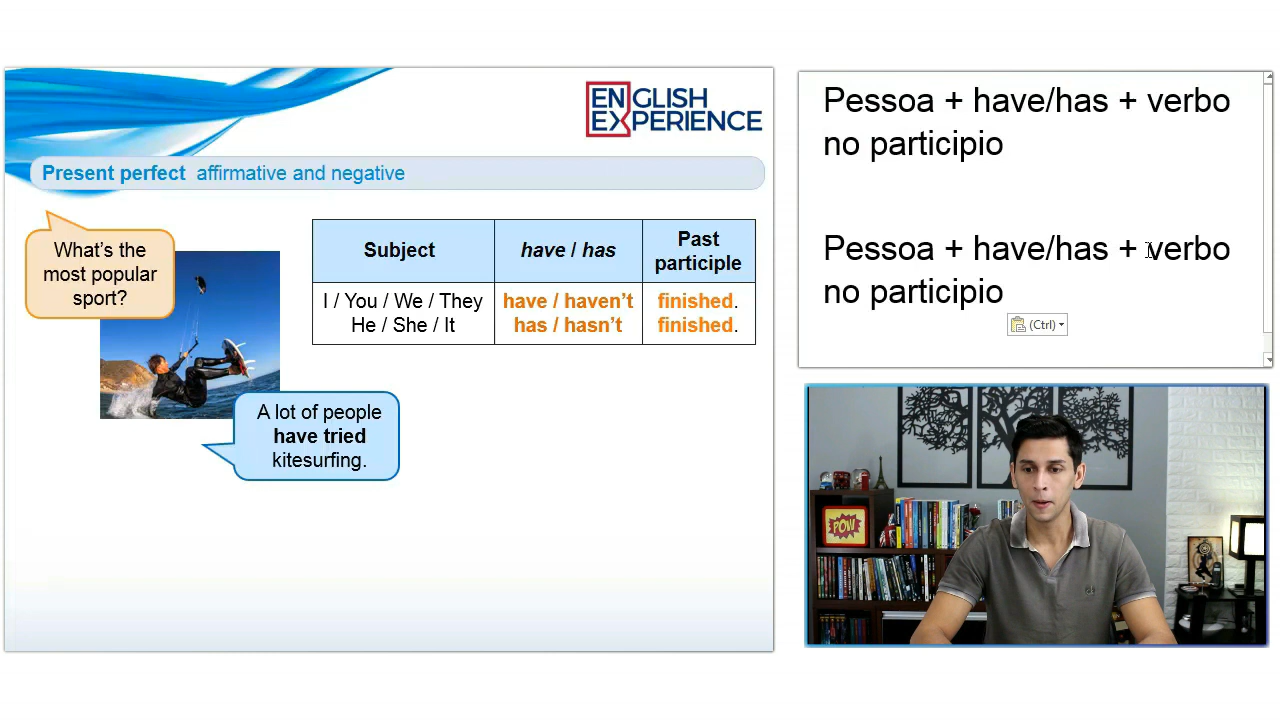 ENGLISH
EXPERIENCE
Present perfect affirmative and negative
What's the
most popular
sport?
Subject
have / has
Past
participle
I / You / We / They
He / She / It
have / haven't
has / hasn't
finished.
finished.
A lot of people
have tried
kitesurfing.
Pessoa + have/has + verbo
no participio
Pessoa + have/has + verbo
no participio
(Ctrl)
POW